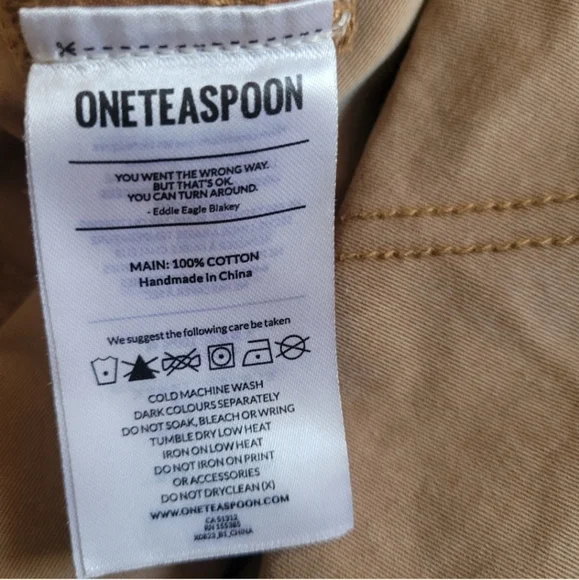 ONETEASPOON
YOU WENT THE WRONG WAY.
BUT THAT'S OK.
YOU CAN TURN AROUND.
- Eddie Eagle Blakey
MAIN: 100% COTTON
Handmade in China
We suggest the following care be taken
COLD MACHINE WASH
DARK COLOURS SEPARATELY
DO NOT SOAK, BLEACH OR WRING
TUMBLE DRY LOW HEAT
IRON ON LOW HEAT
DO NOT IRON ON PRINT
OR ACCESSORIES
DO NOT DRYCLEAN (X)
WWW.ONETEASPOON.COM
CA 51312